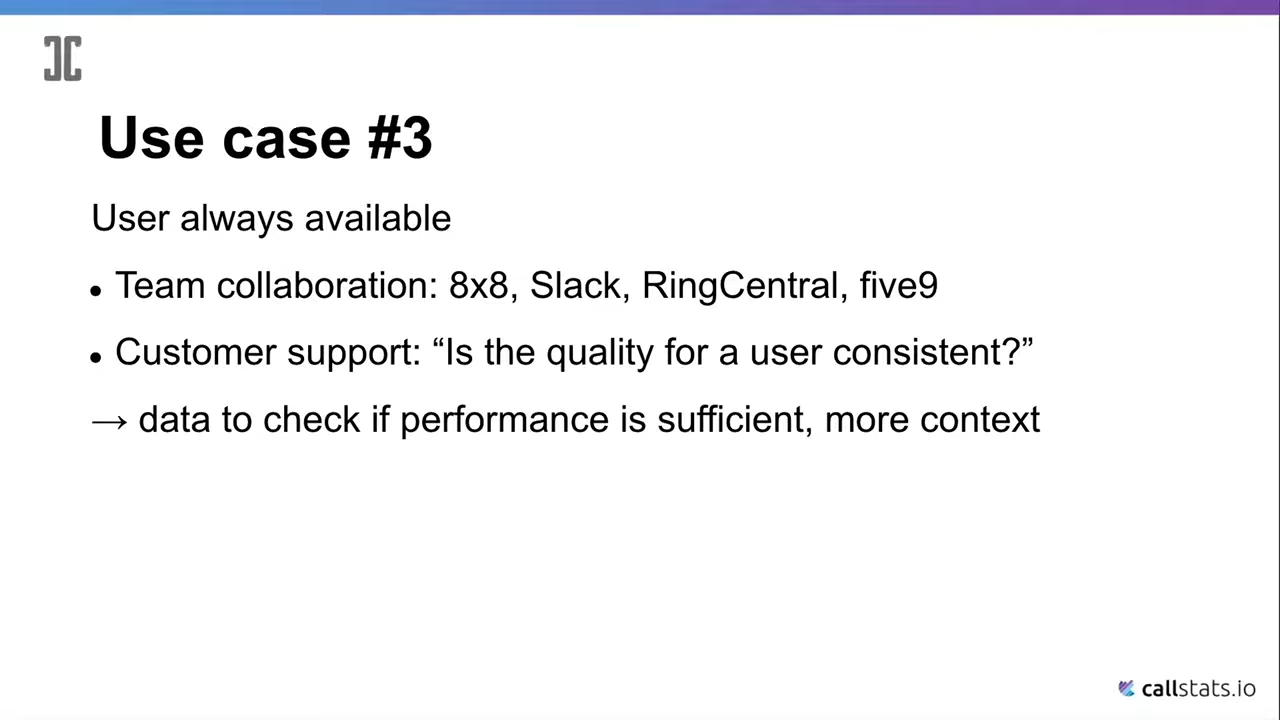 Use case #3
User always available
• Team collaboration: 8x8, Slack, RingCentral, five9
• Customer support: “Is the quality for a user consistent?”
→ data to check if performance is sufficient, more context
callstats.io